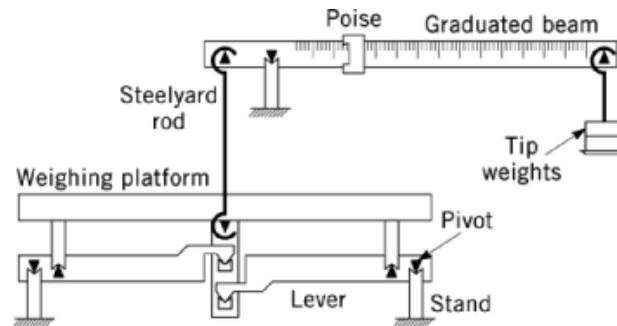 Poise
Graduated beam
Steelyard
rod
Tip
weights
Weighing platform
Pivot
Lever
Stand